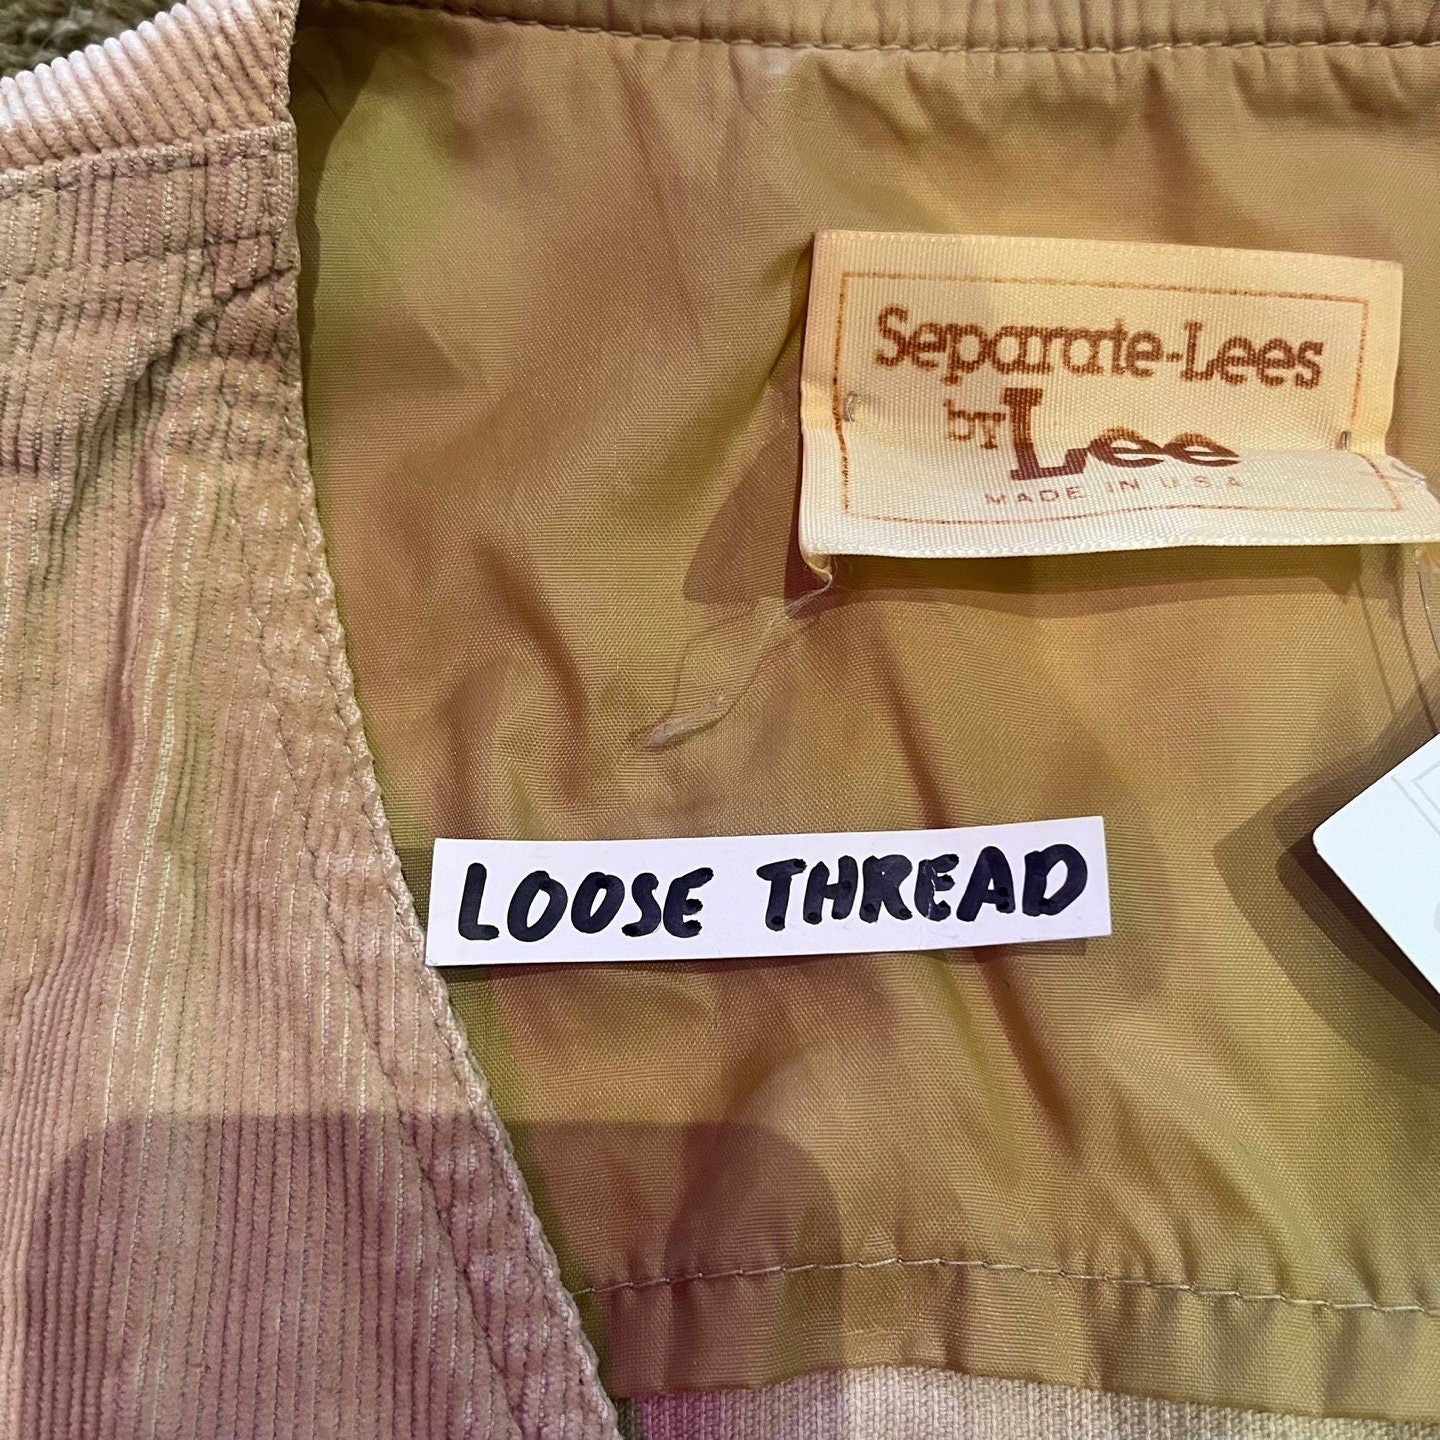 Separate-Lees
by Lee
MADE IN USA
LOOSE THREAD